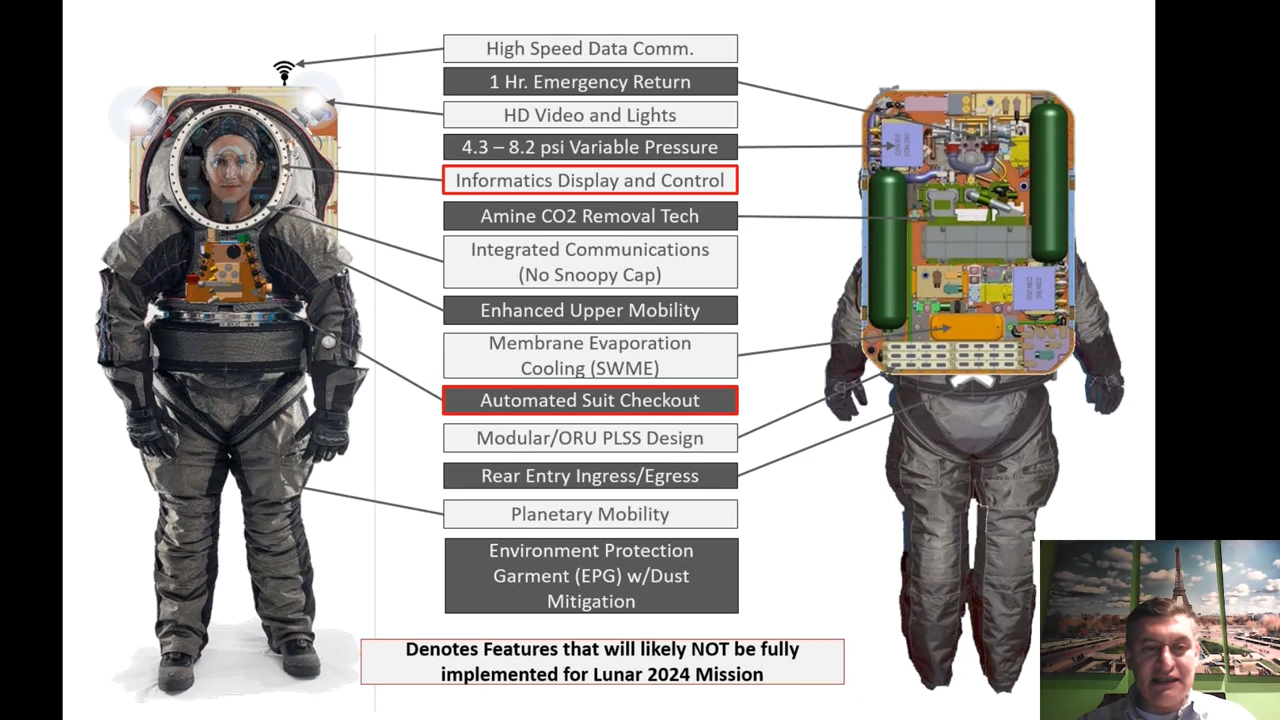 High Speed Data Comm.
1 Hr. Emergency Return
HD Video and Lights
4.3 – 8.2 psi Variable Pressure
Informatics Display and Control
Amine CO2 Removal Tech
Integrated Communications
(No Snoopy Cap)
Enhanced Upper Mobility
Membrane Evaporation
Cooling (SWME)
Automated Suit Checkout
Modular/ORU PLSS Design
Rear Entry Ingress/Egress
Planetary Mobility
Environment Protection
Garment (EPG) w/Dust
Mitigation
Denotes Features that will likely NOT be fully
implemented for Lunar 2024 Mission